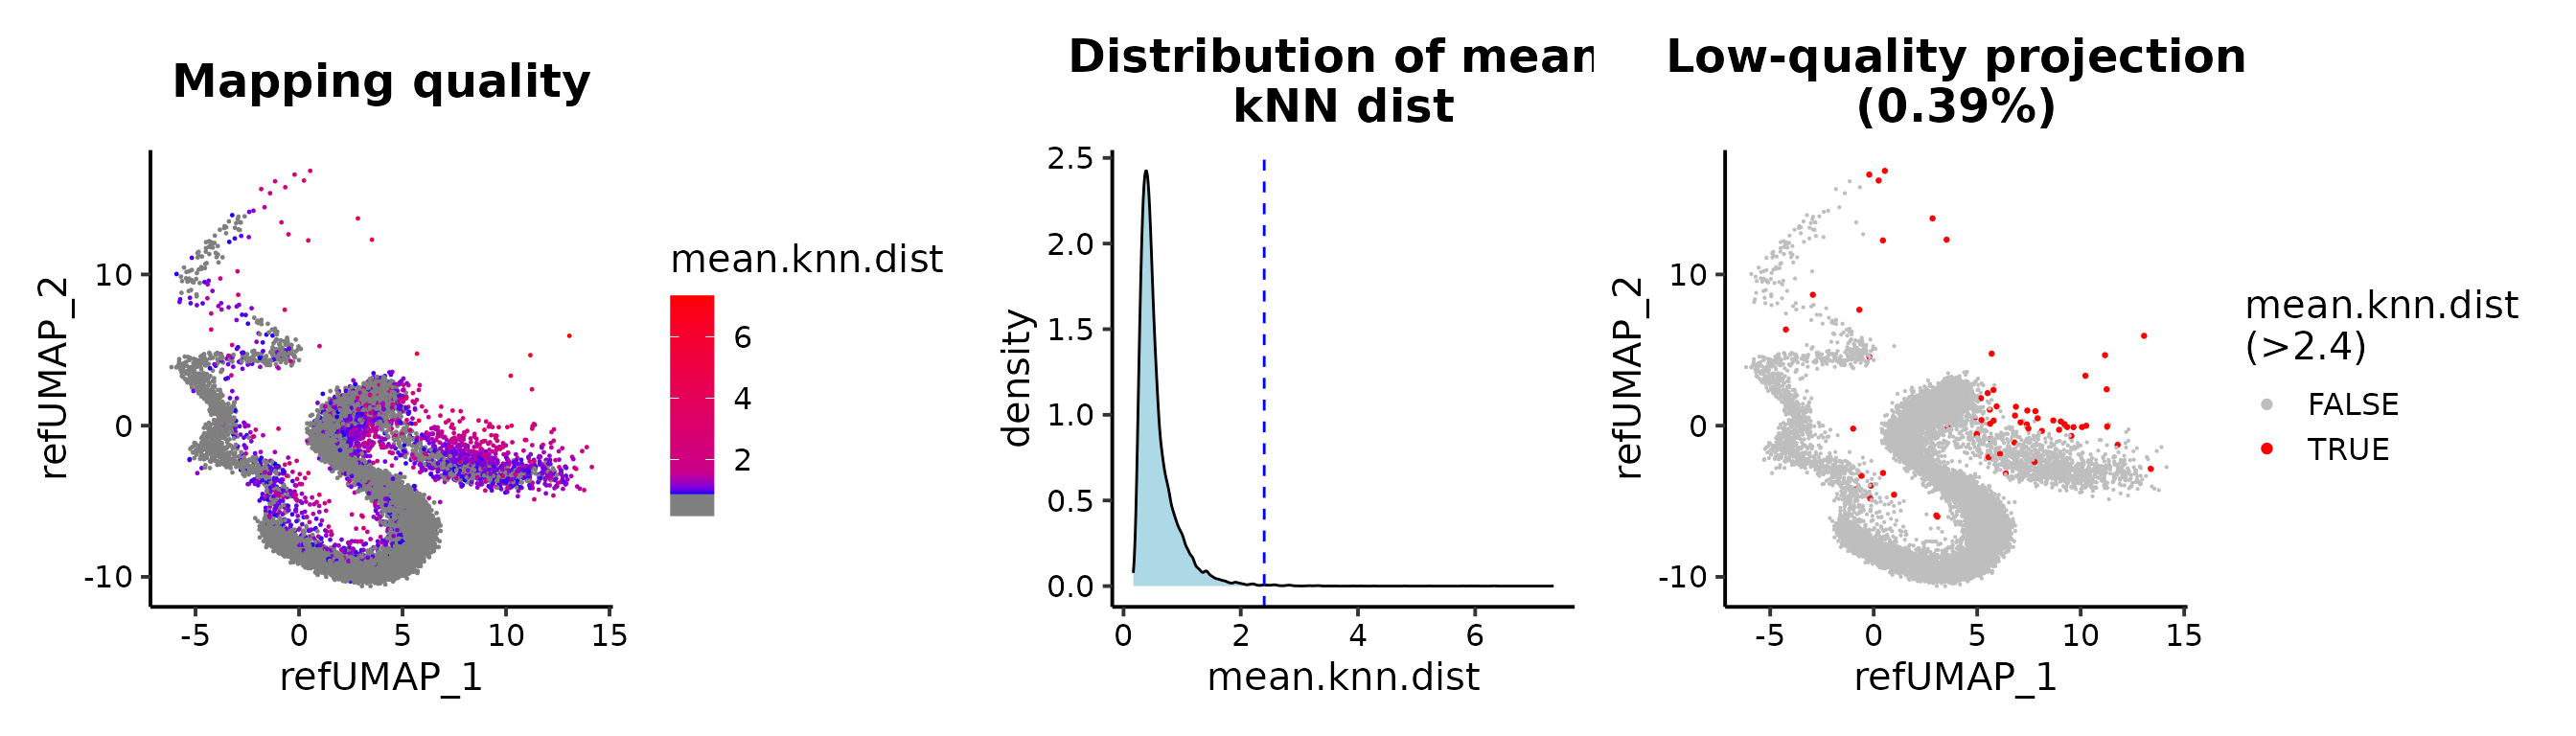 Mapping quality
10
0
-10
refUMAP_2
-5
0
5
10
15
refUMAP_1
mean.knn.dist
6
4
2
Distribution of mean
kNN dist
2.5
2.0
1.5
1.0
0.5
0.0
density
0
2
4
6
mean.knn.dist
Low-quality projection
(0.39%)
10
0
-10
refUMAP_2
-5
0
5
10
15
refUMAP_1
mean.knn.dist
(>2.4)
FALSE
TRUE